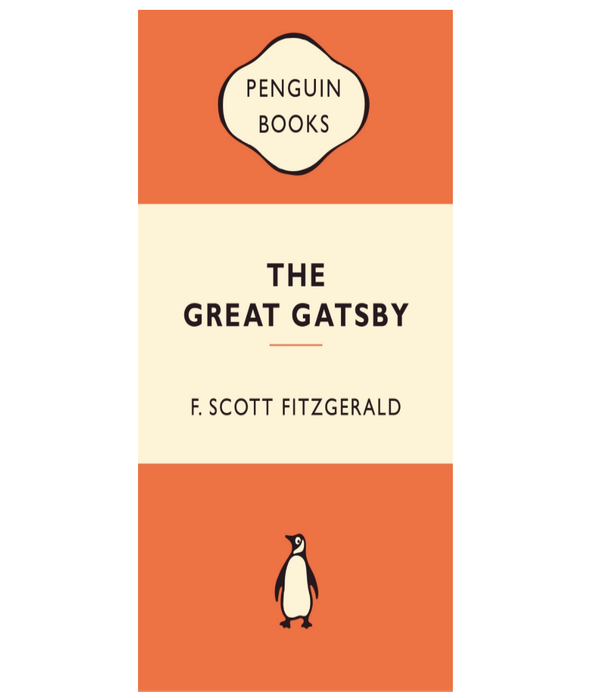 PENGUIN
BOOKS
THE
GREAT GATSBY
F. SCOTT FITZGERALD